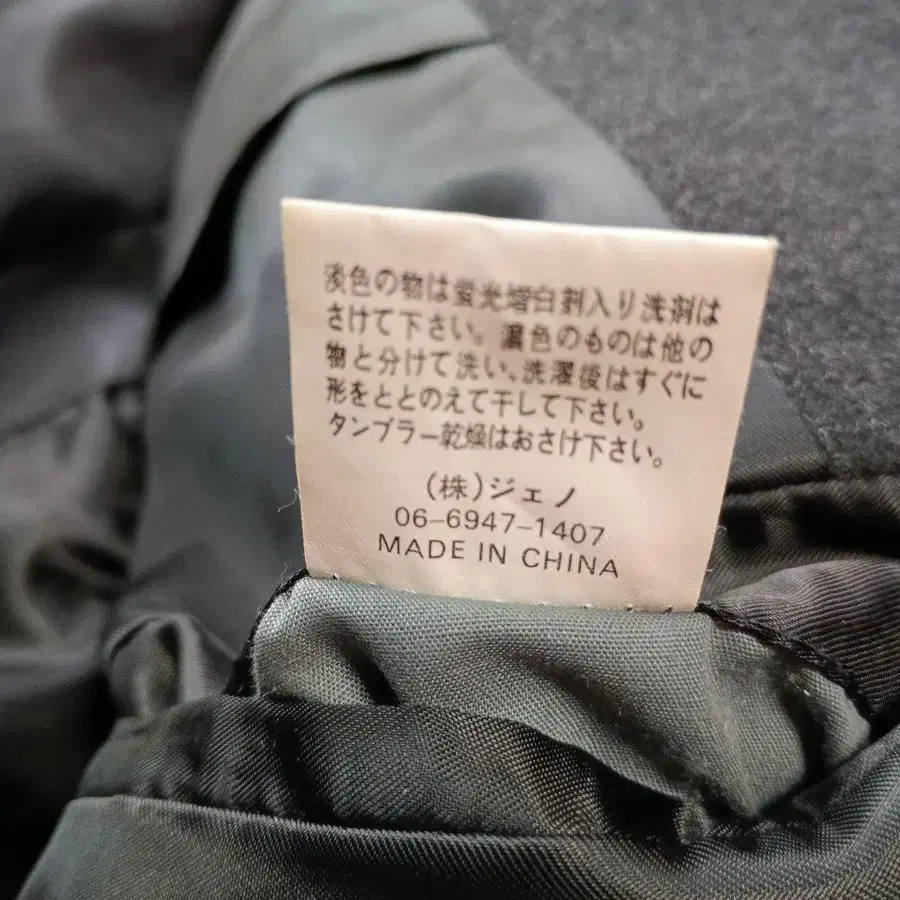 淡色の物は蛍光増白剤入り洗剤は
さけて下さい。濃色のものは他の
物と分けて洗い、洗濯後はすぐに
形をととのえて干して下さい。
タンブラー乾燥はおさけ下さい。
(株)ジェノ
06-6947-1407
MADE IN CHINA